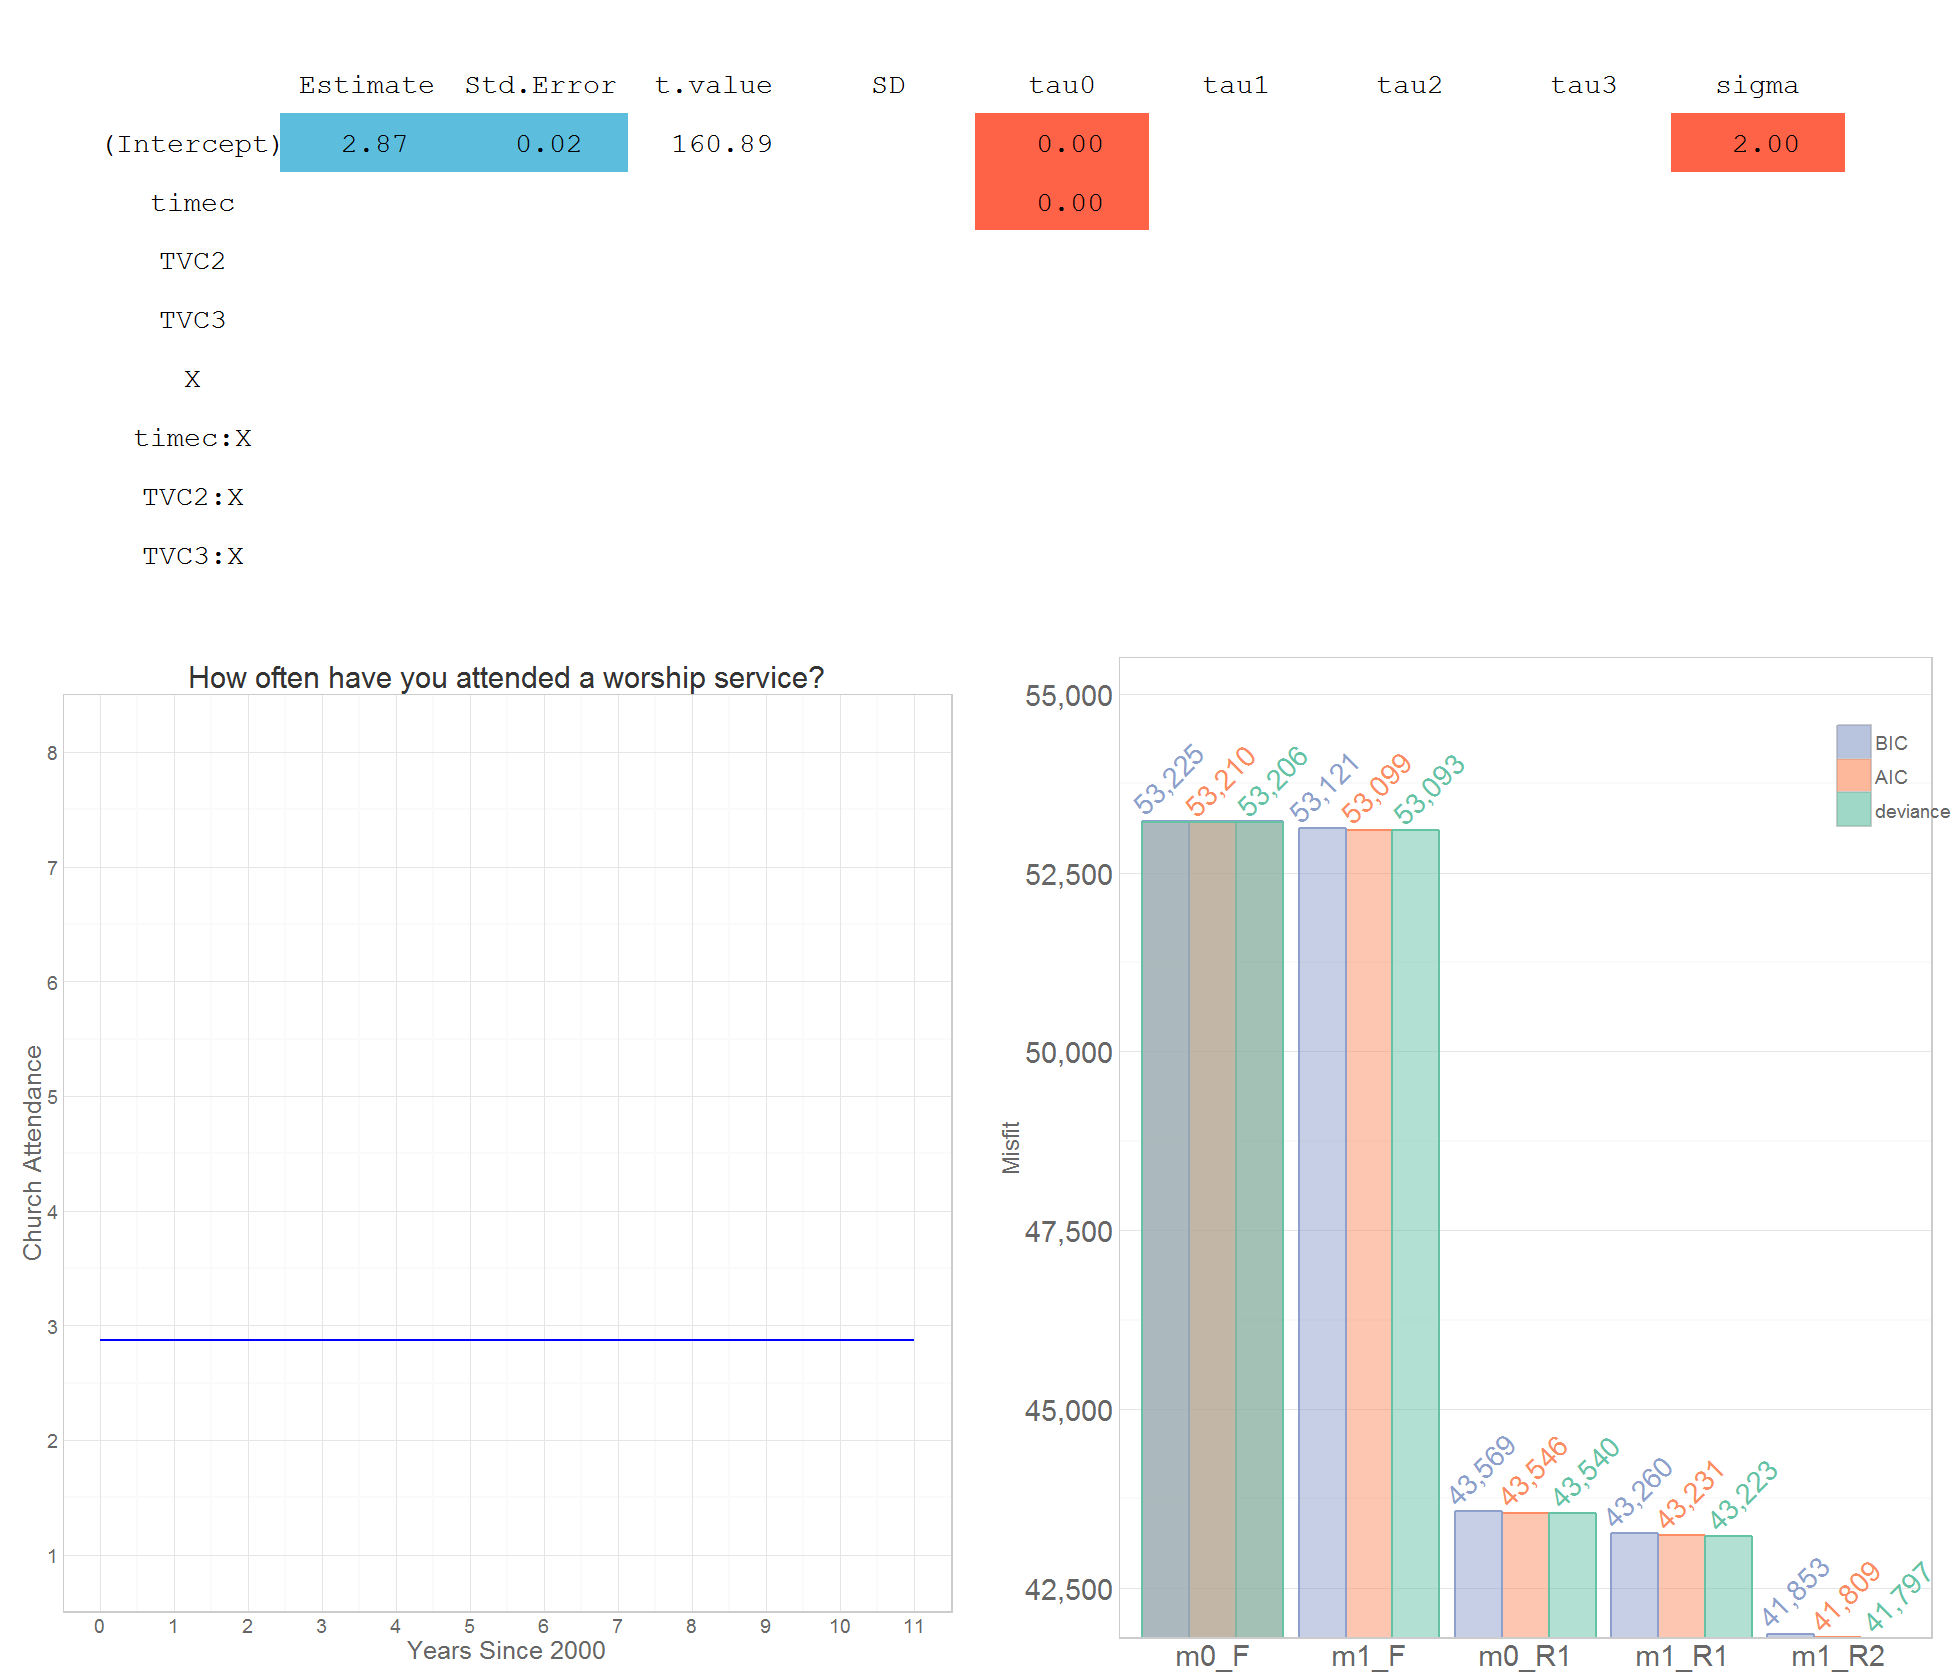 Estimate Std.Error t.value SD tau0 tau1 tau2 tau3 sigma
(Intercept) 2.87 0.02 160.89 0.00 2.00
timec 0.00
TVC2
TVC3
X
timec:X
TVC2:X
TVC3:X
How often have you attended a worship service?
Church Attendance
8
7
6
5
4
3
2
1
0 1 2 3 4 5 6 7 8 9 10 11
Years Since 2000
Misfit
55,000
52,500
50,000
47,500
45,000
42,500
53,225 53,210 53,206 53,121 53,099 53,093
43,569 43,546 43,540 43,260 43,231 43,223
41,853 41,809 41,797
BIC
AIC
deviance
m0_F m1_F m0_R1 m1_R1 m1_R2